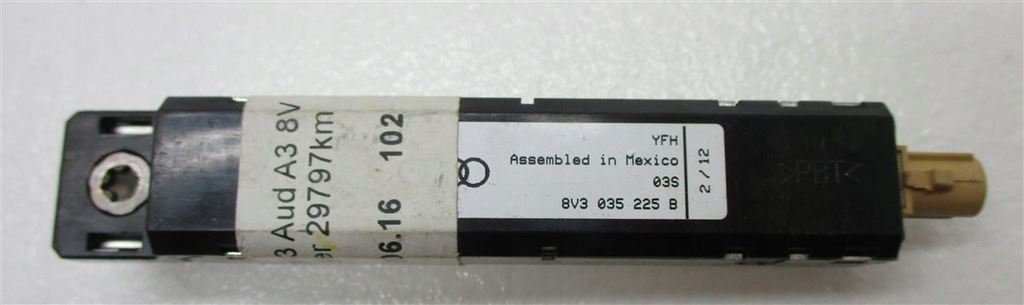 3 Aud A3 8V
er 29797km
06.16 102
YFH
Assembled in Mexico
03S
8V3 035 225 B
2/12
>PBT<